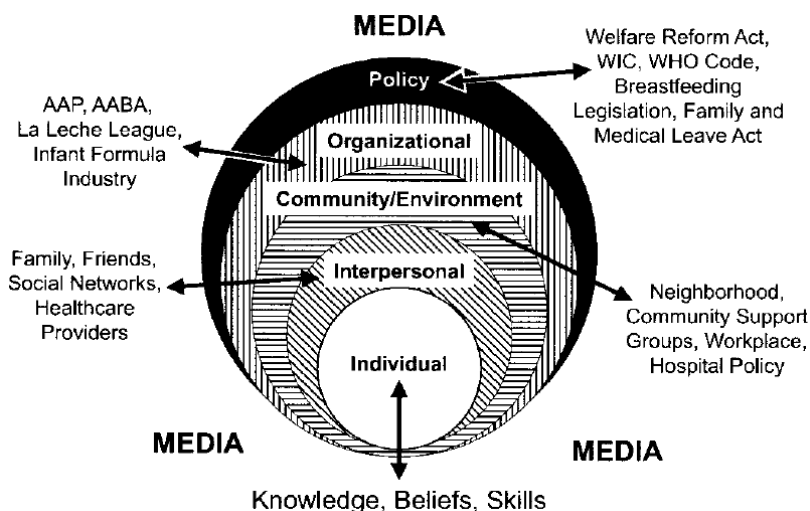 MEDIA
Policy
Welfare Reform Act,
WIC, WHO Code,
Breastfeeding
Legislation, Family and
Medical Leave Act
AAP, AABA,
La Leche League,
Infant Formula
Industry
Organizational
Community/Environment
Family, Friends,
Social Networks,
Healthcare
Providers
Interpersonal
Neighborhood,
Community Support
Groups, Workplace,
Hospital Policy
Individual
MEDIA
MEDIA
Knowledge, Beliefs, Skills